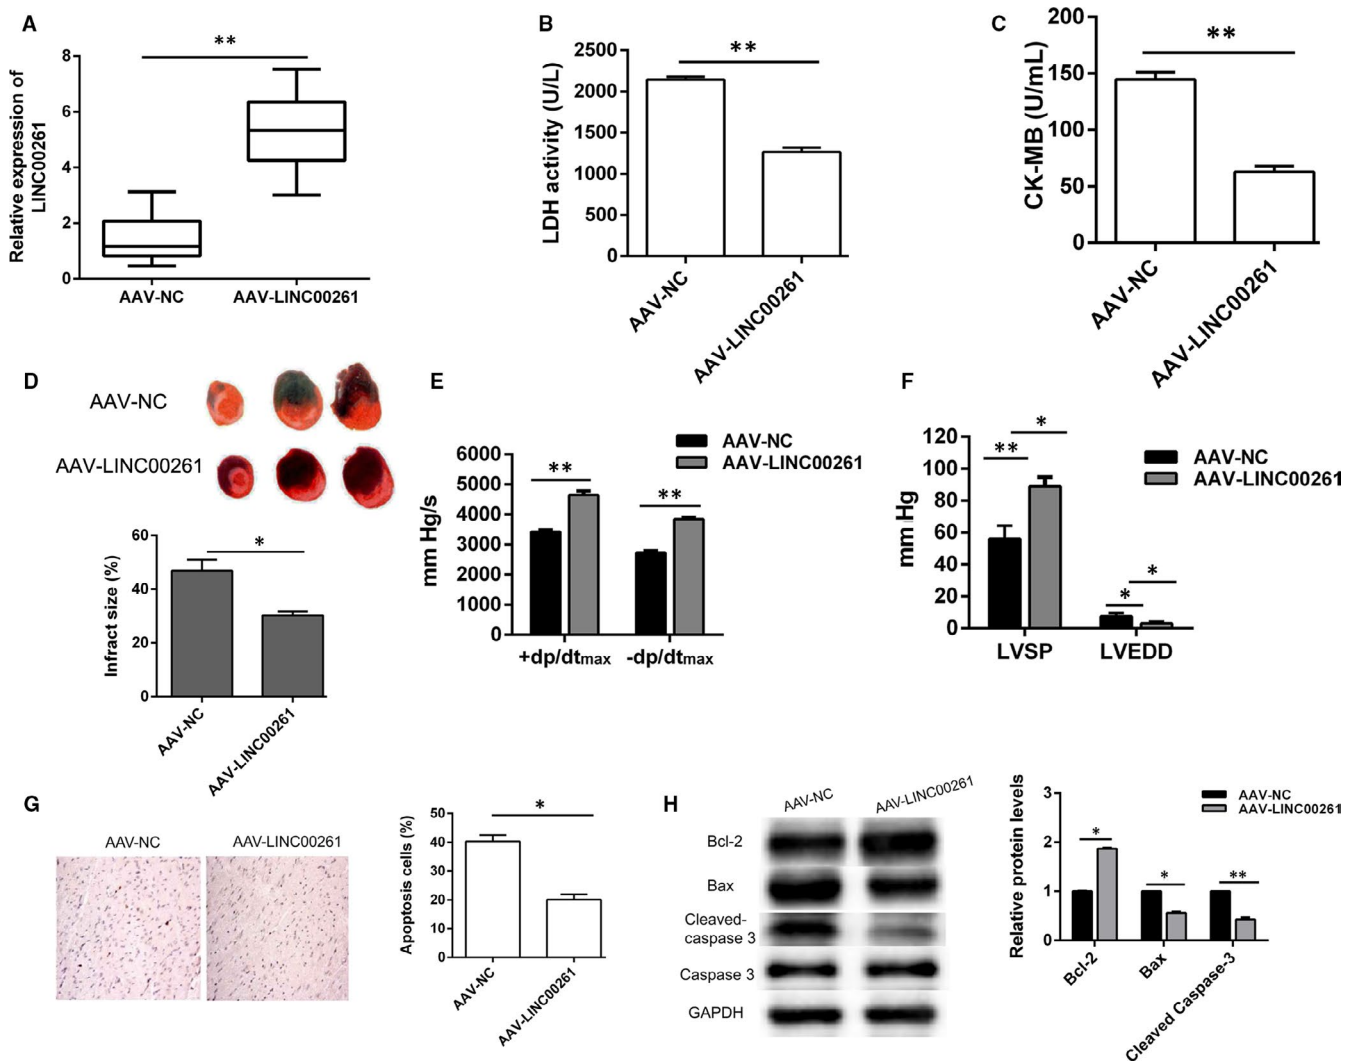 A
**
Relative expression of
LINC00261
8
6
4
2
0
AAV-NC
AAV-LINC00261
B
**
LDH activity (U/L)
2500
2000
1500
1000
500
0
AAV-NC
AAV-LINC00261
C
**
CK-MB (U/mL)
200
150
100
50
0
AAV-NC
AAV-LINC00261
D
AAV-NC
AAV-LINC00261
*
Infract size (%)
60
40
20
0
AAV-NC
AAV-LINC00261
E
AAV-NC
AAV-LINC00261
mm Hg/s
6000
5000
4000
3000
2000
1000
0
**
**
+dp/dtmax
-dp/dtmax
F
AAV-NC
AAV-LINC00261
mm Hg
120
100
80
60
40
20
0
**
*
*
*
LVSP
LVEDD
G
AAV-NC
AAV-LINC00261
*
Apoptosis cells (%)
50
40
30
20
10
0
AAV-NC
AAV-LINC00261
H
AAV-NC
AAV-LINC00261
Bcl-2
Bax
Cleaved-
caspase 3
Caspase 3
GAPDH
AAV-NC
AAV-LINC00261
Relative protein levels
3
2
1
0
*
*
**
Bcl-2
Bax
Cleaved Caspase-3